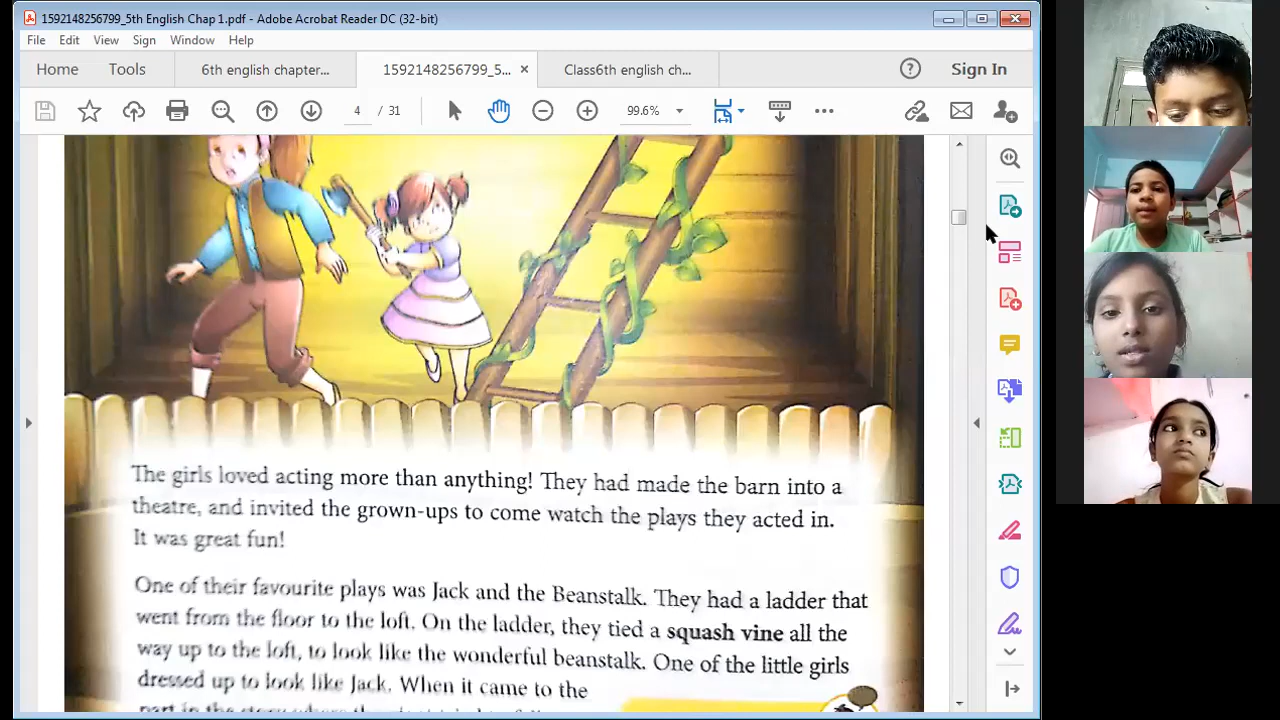 1592148256799_5th English Chap 1.pdf - Adobe Acrobat Reader DC (32-bit)
File Edit View Sign Window Help
Home Tools 6th english chapter... 1592148256799_5... × Class6th english ch... Sign In
4 / 31 99.6%
The girls loved acting more than anything! They had made the barn into a
theatre, and invited the grown-ups to come watch the plays they acted in.
It was great fun!
One of their favourite plays was Jack and the Beanstalk. They had a ladder that
went from the floor to the loft. On the ladder, they tied a squash vine all the
way up to the loft, to look like the wonderful beanstalk. One of the little girls
dressed up to look like Jack. When it came to the